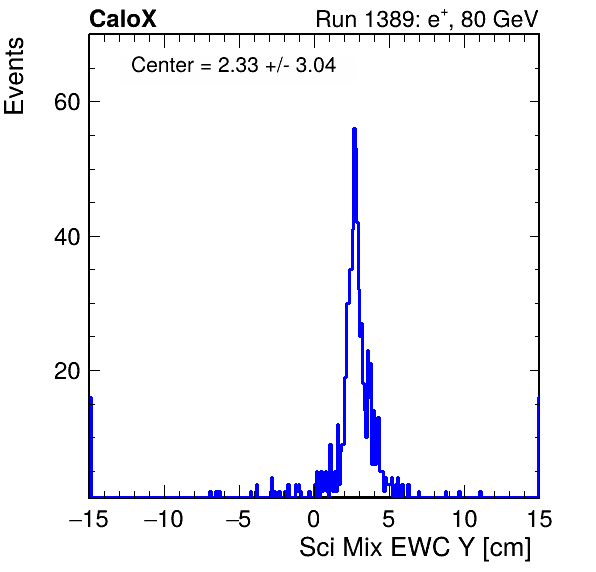 CaloX Run 1389: e⁺, 80 GeV
Center = 2.33 +/- 3.04
Events
60
40
20
−15 −10 −5 0 5 10 15
Sci Mix EWC Y [cm]